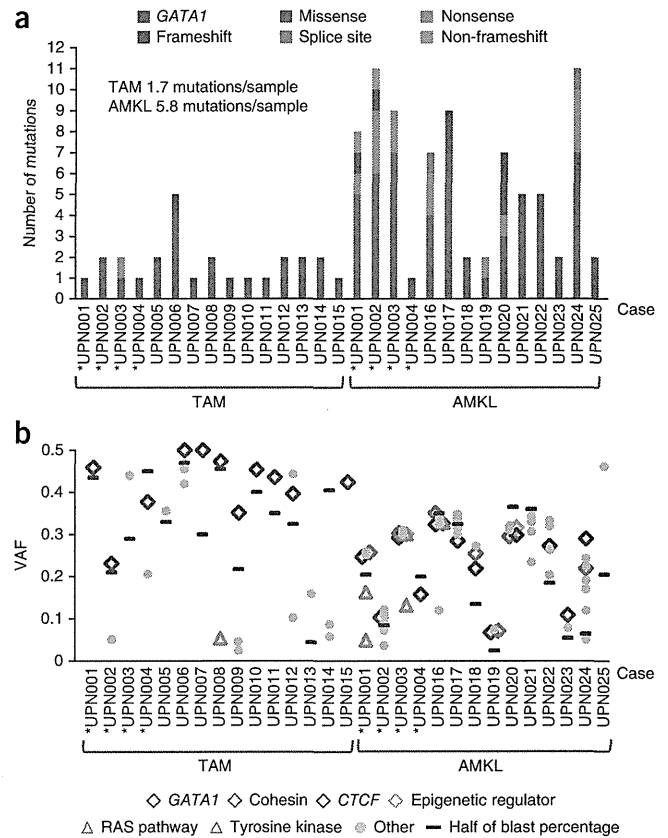 a
GATA1 Missense Nonsense
Frameshift Splice site Non-frameshift
12
11
10
9
8
7
6
5
4
3
2
1
0
Number of mutations
TAM 1.7 mutations/sample
AMKL 5.8 mutations/sample
*UPN001 *UPN002 *UPN003 *UPN004 UPN005 UPN006 UPN007 UPN008 UPN009 UPN010 UPN011 UPN012 UPN013 UPN014 UPN015 *UPN001 *UPN002 *UPN003 *UPN004 UPN016 UPN017 UPN018 UPN019 UPN020 UPN021 UPN022 UPN023 UPN024 UPN025 Case
TAM AMKL
b
0.5
0.4
0.3
0.2
0.1
0
VAF
*UPN001 *UPN002 *UPN003 *UPN004 UPN005 UPN006 UPN007 UPN008 UPN009 UPN010 UPN011 UPN012 UPN013 UPN014 UPN015 *UPN001 *UPN002 *UPN003 *UPN004 UPN016 UPN017 UPN018 UPN019 UPN020 UPN021 UPN022 UPN023 UPN024 UPN025 Case
TAM AMKL
GATA1 Cohesin CTCF Epigenetic regulator
RAS pathway Tyrosine kinase Other Half of blast percentage